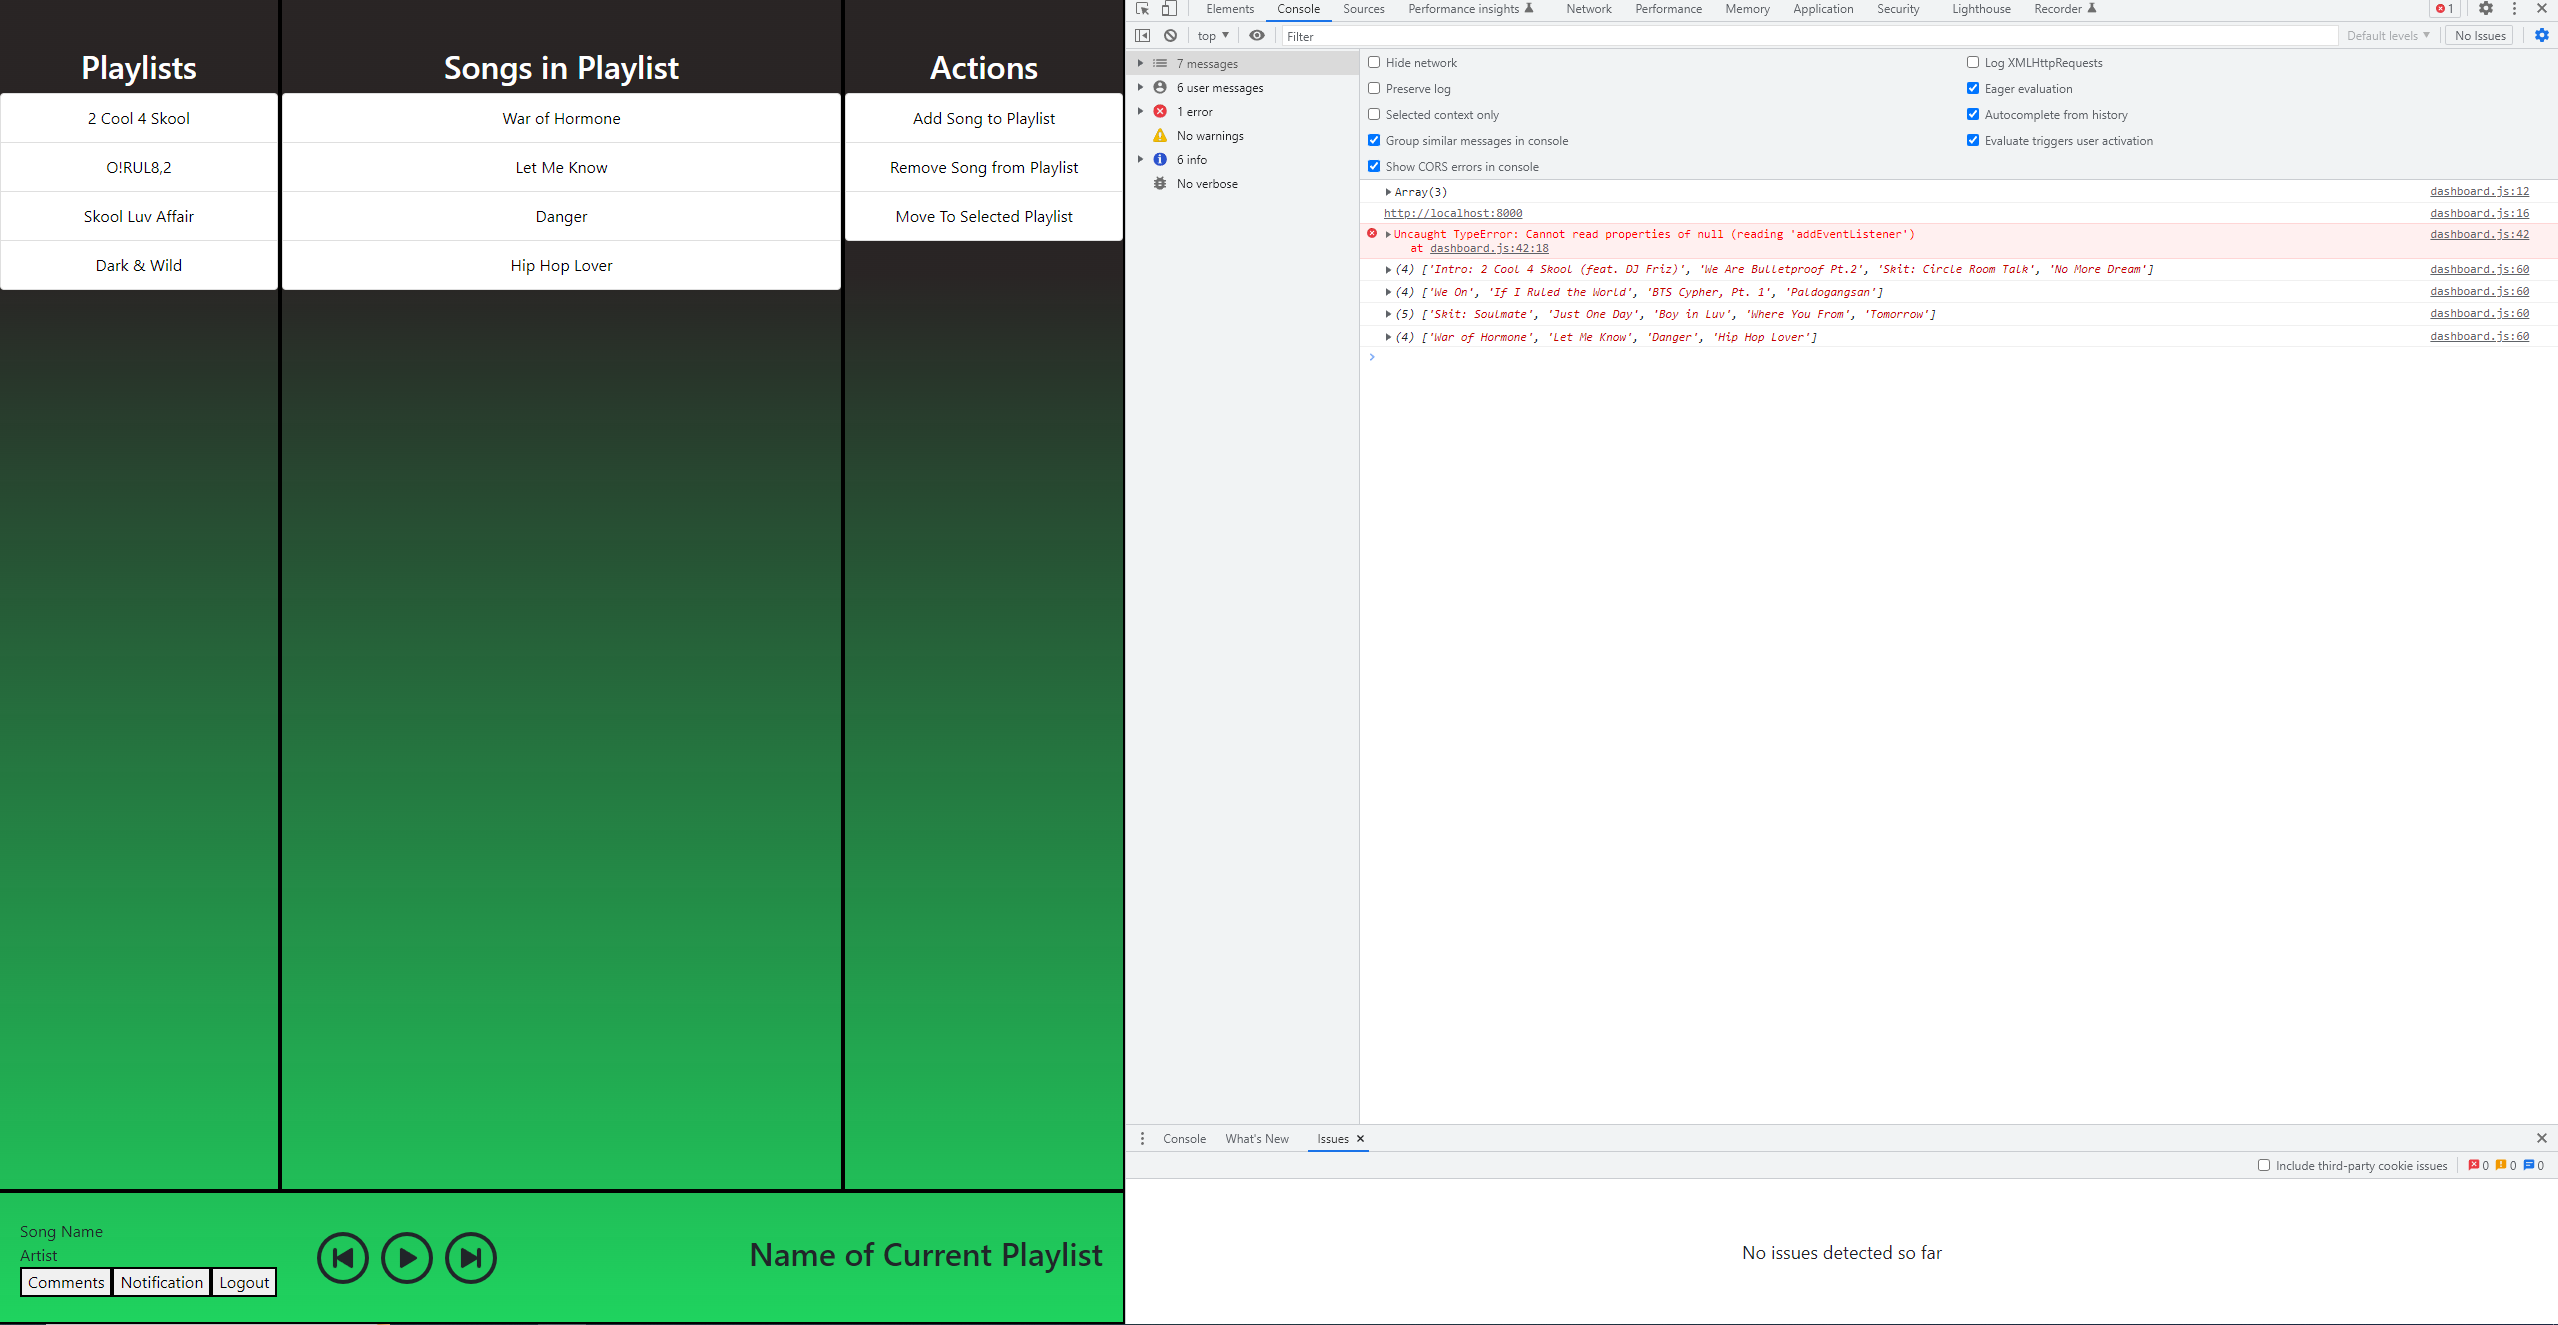 Playlists
2 Cool 4 Skool
O!RUL8,2
Skool Luv Affair
Dark & Wild
Songs in Playlist
War of Hormone
Let Me Know
Danger
Hip Hop Lover
Actions
Add Song to Playlist
Remove Song from Playlist
Move To Selected Playlist
Song Name
Artist
Comments Notification Logout
Name of Current Playlist
Elements Console Sources Performance insights Network Performance Memory Application Security Lighthouse Recorder 1
top Filter Default levels No Issues
7 messages
6 user messages
1 error
No warnings
6 info
No verbose
Hide network Log XMLHttpRequests
Preserve log Eager evaluation
Selected context only Autocomplete from history
Group similar messages in console Evaluate triggers user activation
Show CORS errors in console
Array(3) dashboard.js:12
http://localhost:8000 dashboard.js:16
Uncaught TypeError: Cannot read properties of null (reading 'addEventListener') dashboard.js:42
at dashboard.js:42:18
(4) ['Intro: 2 Cool 4 Skool (feat. DJ Friz)', 'We Are Bulletproof Pt.2', 'Skit: Circle Room Talk', 'No More Dream'] dashboard.js:60
(4) ['We On', 'If I Ruled the World', 'BTS Cypher, Pt. 1', 'Paldogangsan'] dashboard.js:60
(5) ['Skit: Soulmate', 'Just One Day', 'Boy in Luv', 'Where You From', 'Tomorrow'] dashboard.js:60
(4) ['War of Hormone', 'Let Me Know', 'Danger', 'Hip Hop Lover'] dashboard.js:60
Console What's New Issues
Include third-party cookie issues 0 0 0
No issues detected so far